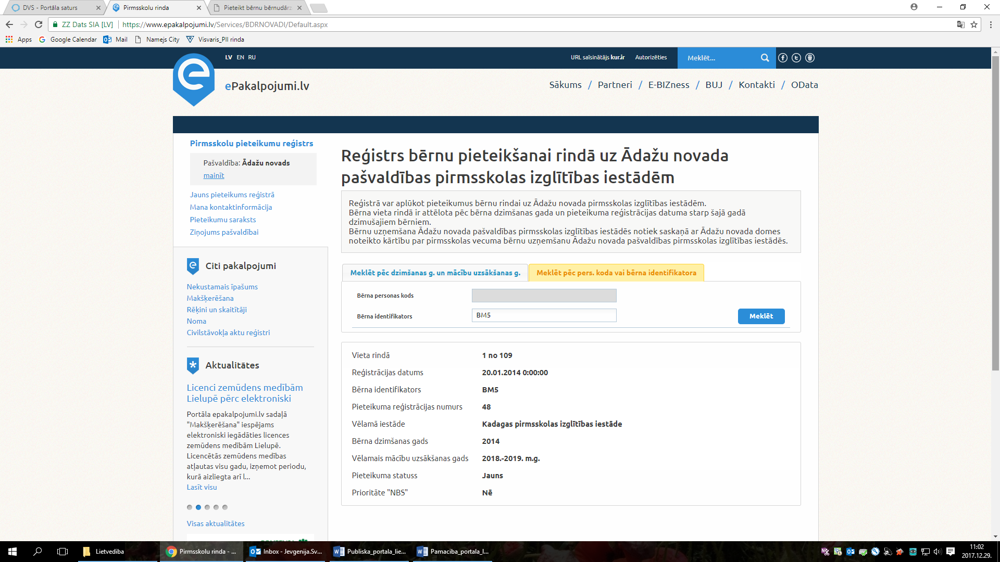 DVS - Portāla saturs
Pirmsskolu rinda
Pieteikt bērnu bērnudārz
ZZ Dats SIA [LV]
https://www.epakalpojumi.lv/Services/BDRNOVADI/Default.aspx
Apps
Google Calendar
Mail
Namejs City
Visvaris_PII rinda
LV EN RU
URL saīsinātājs kur.ir
Autorizēties
Meklēt...
ePakalpojumi.lv
Sākums / Partneri / E-BIZness / BUJ / Kontakti / OData
Pirmsskolu pieteikumu reģistrs
Pašvaldība: Ādažu novads
mainīt
Jauns pieteikums reģistrā
Mana kontaktinformācija
Pieteikumu saraksts
Ziņojums pašvaldībai
Citi pakalpojumi
Nekustamais īpašums
Makšķerēšana
Rēķini un skaitītāji
Noma
Civilstāvokļa aktu reģistri
Aktualitātes
Licenci zemūdens medībām
Lielupē pērc elektroniski
Portāla epakalpojumi.lv sadaļā
"Makšķerēšana" iespējams
elektroniski iegādāties licences
zemūdens medībām Lielupē.
Licencētās zemūdens medības
atļautas visu gadu, izņemot periodu,
kurā aizliegta arī l...
Lasīt visu
Visas aktualitātes
Reģistrs bērnu pieteikšanai rindā uz Ādažu novada
pašvaldības pirmsskolas izglītības iestādēm
Reģistrā var aplūkot pieteikumus bērnu rindai uz Ādažu novada pirmsskolas izglītības iestādēm.
Bērna vieta rindā ir attēlota pēc bērna dzimšanas gada un pieteikuma reģistrācijas datuma starp šajā gadā
dzimušajiem bērniem.
Bērnu uzņemšana Ādažu novada pašvaldības pirmsskolas izglītības iestādēs notiek saskaņā ar Ādažu novada domes
noteikto kārtību par pirmsskolas vecuma bērnu uzņemšanu Ādažu novada pašvaldības pirmsskolas izglītības iestādēs.
Meklēt pēc dzimšanas g. un mācību uzsākšanas g.
Meklēt pēc pers. koda vai bērna identifikatora
Bērna personas kods
Bērna identifikators BM5
Meklēt
Vieta rindā 1 no 109
Reģistrācijas datums 20.01.2014 0:00:00
Bērna identifikators BM5
Pieteikuma reģistrācijas numurs 48
Vēlamā iestāde Kadagas pirmsskolas izglītības iestāde
Bērna dzimšanas gads 2014
Vēlamais mācību uzsākšanas gads 2018.-2019. m.g.
Pieteikuma statuss Jauns
Prioritāte "NBS" Nē
Lietvediba
Pirmsskolu rinda - ...
Inbox - Jevgenija.Sv...
Publiska_portala_lie...
Pamaciba_portala_l...
11:02
2017.12.29.